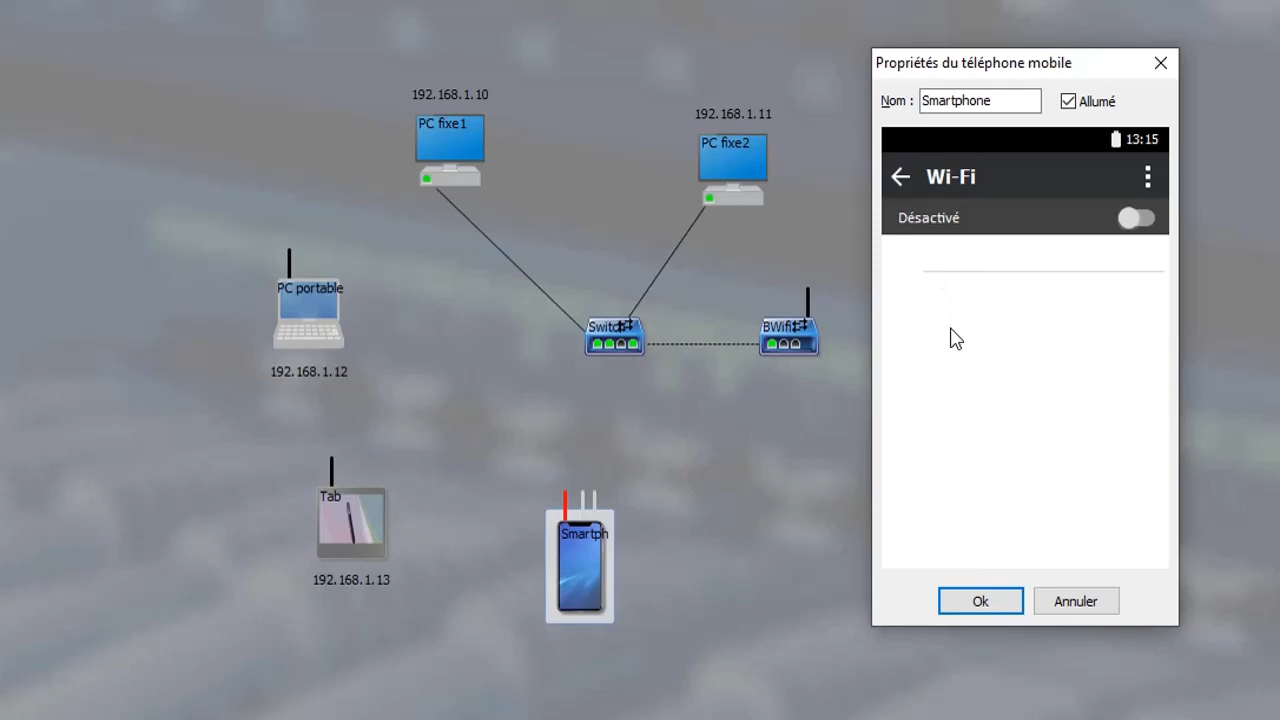 192.168.1.10
PC fixe1
192.168.1.11
PC fixe2
PC portable
192.168.1.12
Switch
BWifi
Tab
192.168.1.13
Smartph
Propriétés du téléphone mobile
Nom : Smartphone Allumé
13:15
Wi-Fi
Désactivé
Ok Annuler